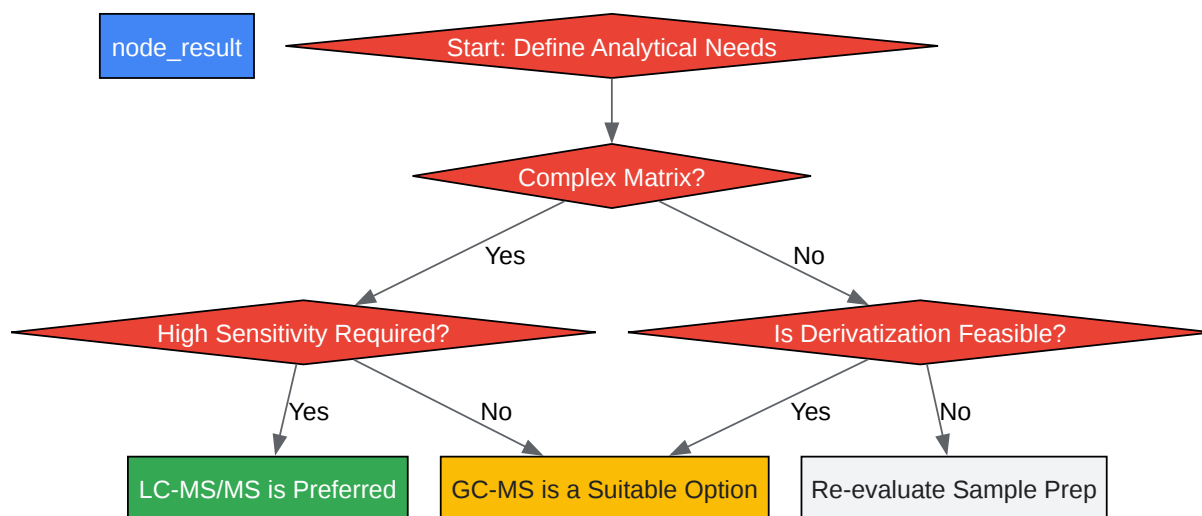 node_result
Start: Define Analytical Needs
Complex Matrix?
Yes
No
High Sensitivity Required?
Is Derivatization Feasible?
Yes
No
Yes
No
LC-MS/MS is Preferred
GC-MS is a Suitable Option
Re-evaluate Sample Prep